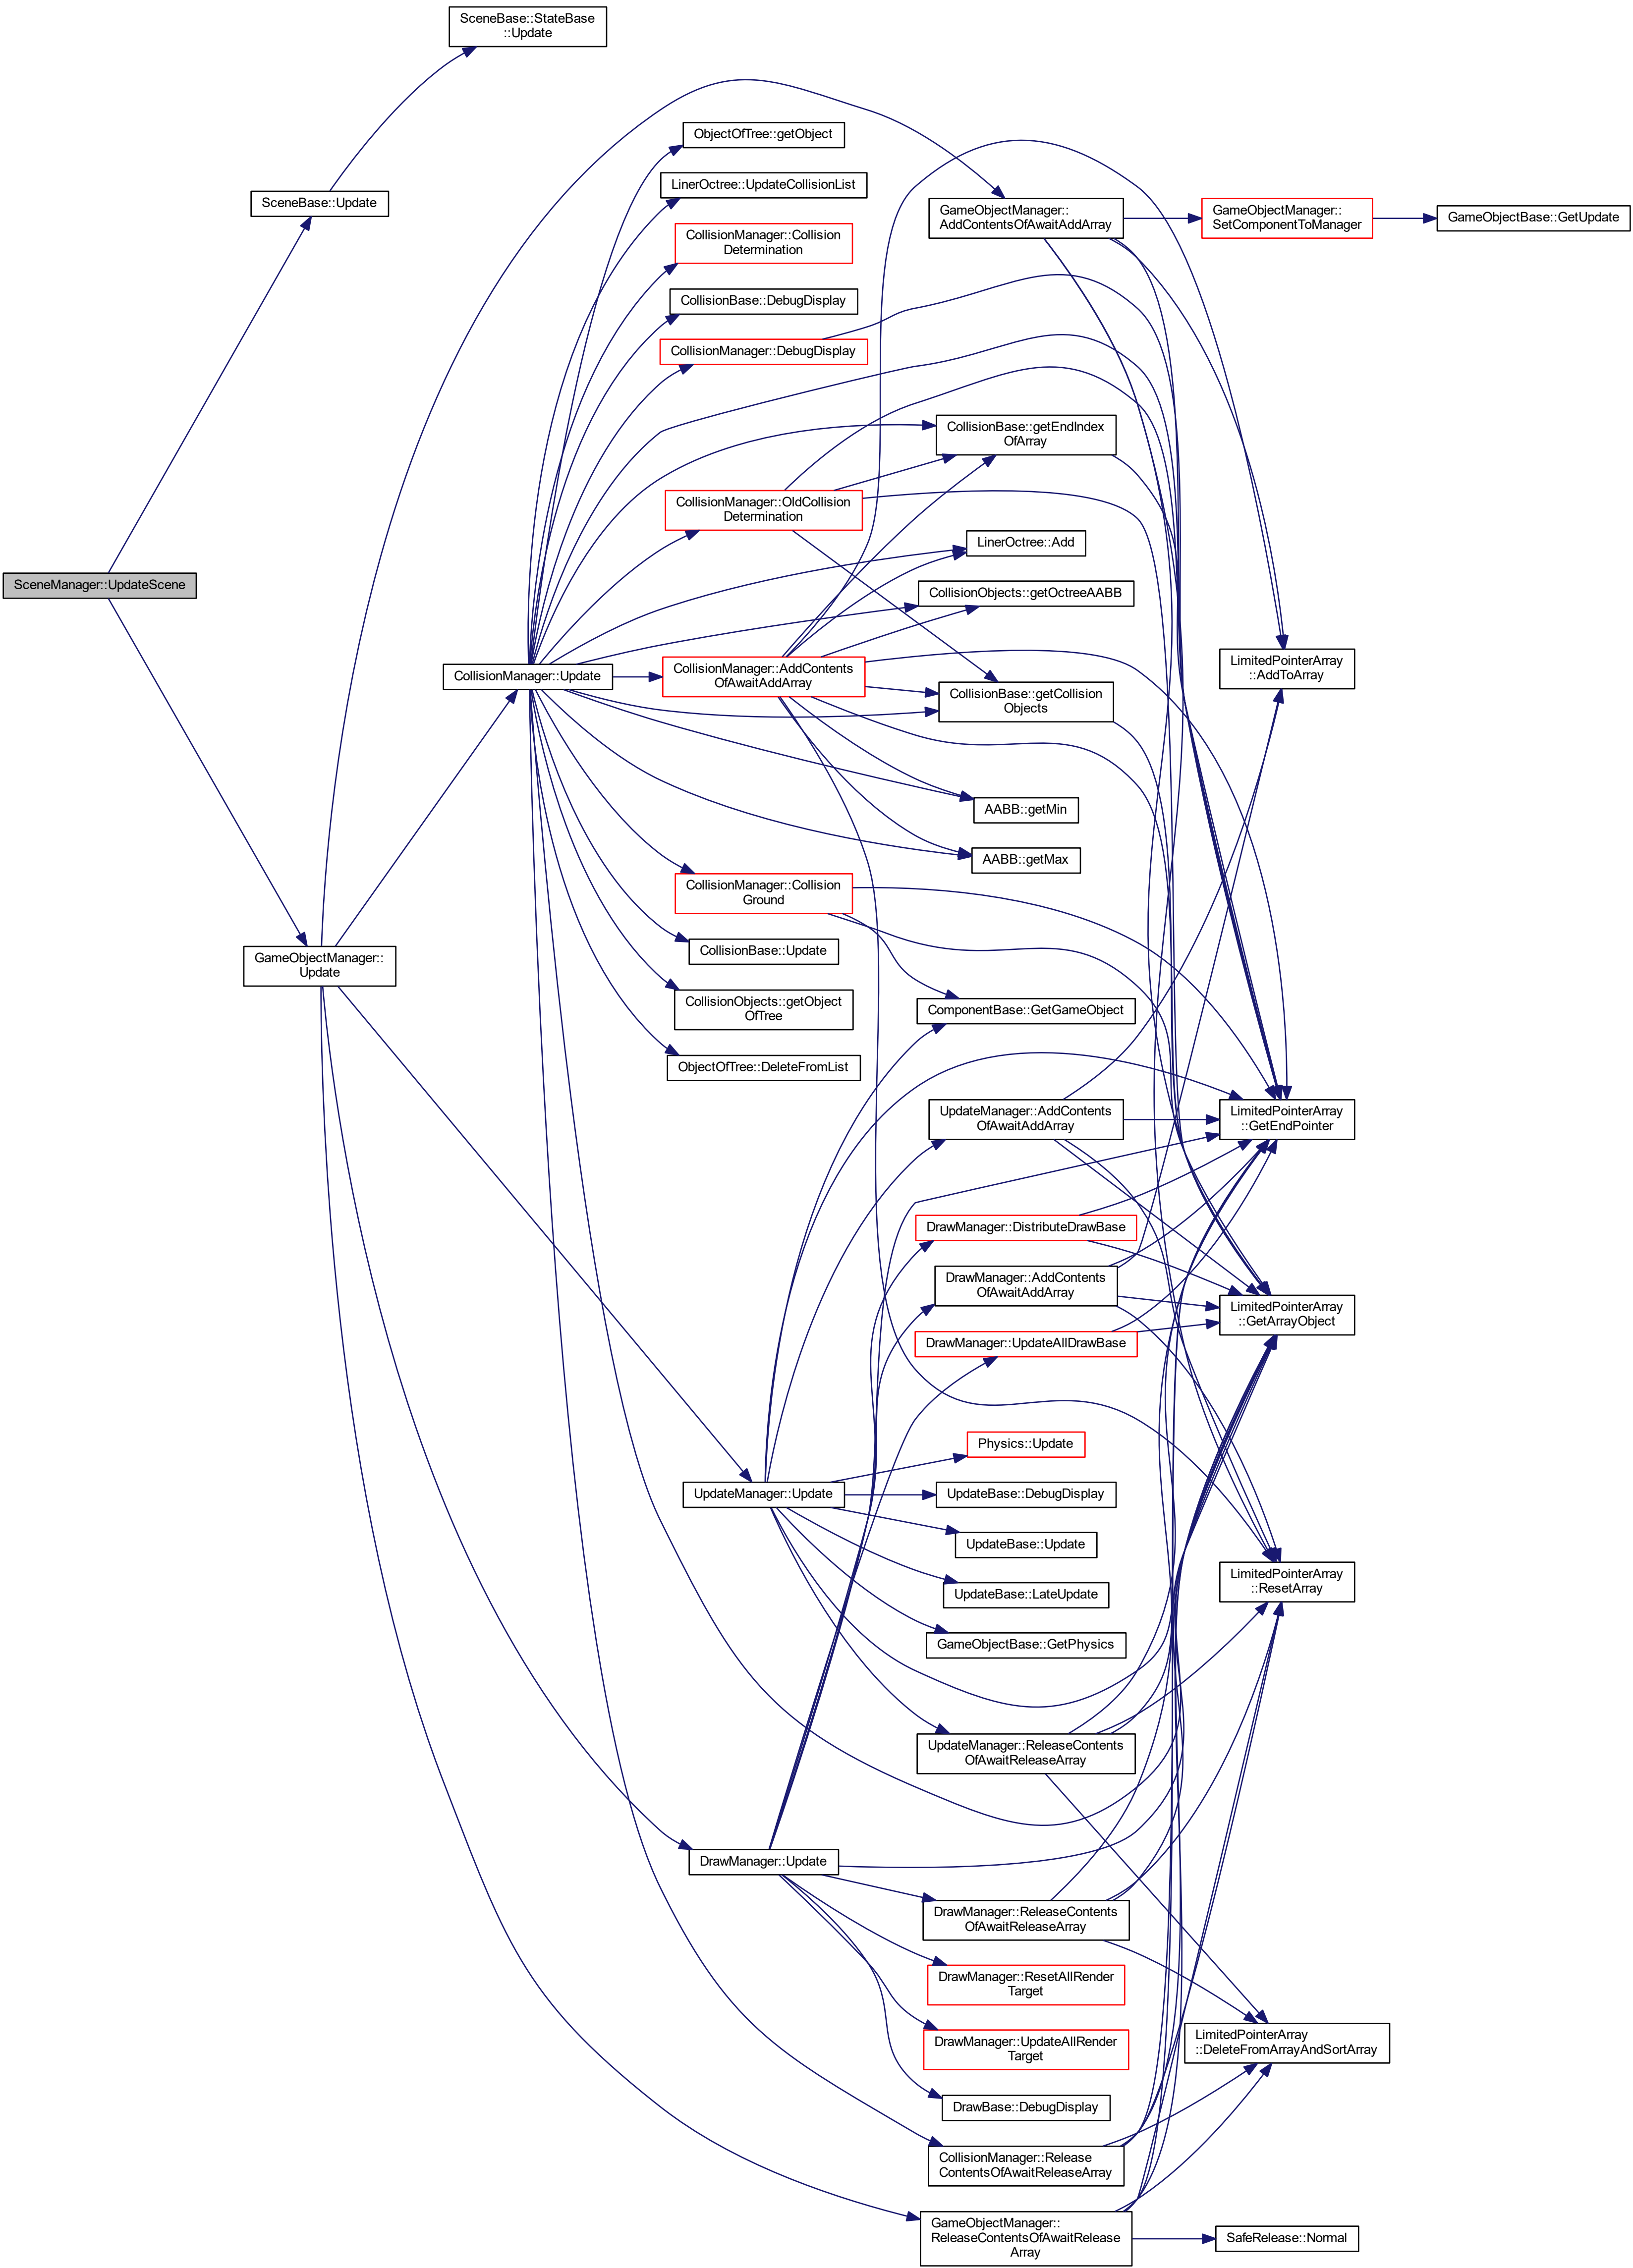 SceneBase::StateBase
::Update
ObjectOfTree::getObject
LinerOctree::UpdateCollisionList
SceneBase::Update
GameObjectManager::
AddContentsOfAwaitAddArray
GameObjectManager::
SetComponentToManager
GameObjectBase::GetUpdate
CollisionManager::Collision
Determination
CollisionBase::DebugDisplay
CollisionManager::DebugDisplay
CollisionBase::getEndIndex
OfArray
CollisionManager::OldCollision
Determination
LinerOctree::Add
SceneManager::UpdateScene
CollisionObjects::getOctreeAABB
CollisionManager::Update
CollisionManager::AddContents
OfAwaitAddArray
LimitedPointerArray
::AddToArray
CollisionBase::getCollision
Objects
AABB::getMin
AABB::getMax
CollisionManager::Collision
Ground
CollisionBase::Update
GameObjectManager::
Update
CollisionObjects::getObject
OfTree
ComponentBase::GetGameObject
ObjectOfTree::DeleteFromList
UpdateManager::AddContents
OfAwaitAddArray
LimitedPointerArray
::GetEndPointer
DrawManager::DistributeDrawBase
DrawManager::AddContents
OfAwaitAddArray
LimitedPointerArray
::GetArrayObject
DrawManager::UpdateAllDrawBase
Physics::Update
UpdateManager::Update
UpdateBase::DebugDisplay
UpdateBase::Update
LimitedPointerArray
::ResetArray
UpdateBase::LateUpdate
GameObjectBase::GetPhysics
UpdateManager::ReleaseContents
OfAwaitReleaseArray
DrawManager::Update
DrawManager::ReleaseContents
OfAwaitReleaseArray
DrawManager::ResetAllRender
Target
DrawManager::UpdateAllRender
Target
LimitedPointerArray
::DeleteFromArrayAndSortArray
DrawBase::DebugDisplay
CollisionManager::Release
ContentsOfAwaitReleaseArray
GameObjectManager::
ReleaseContentsOfAwaitRelease
Array
SafeRelease::Normal